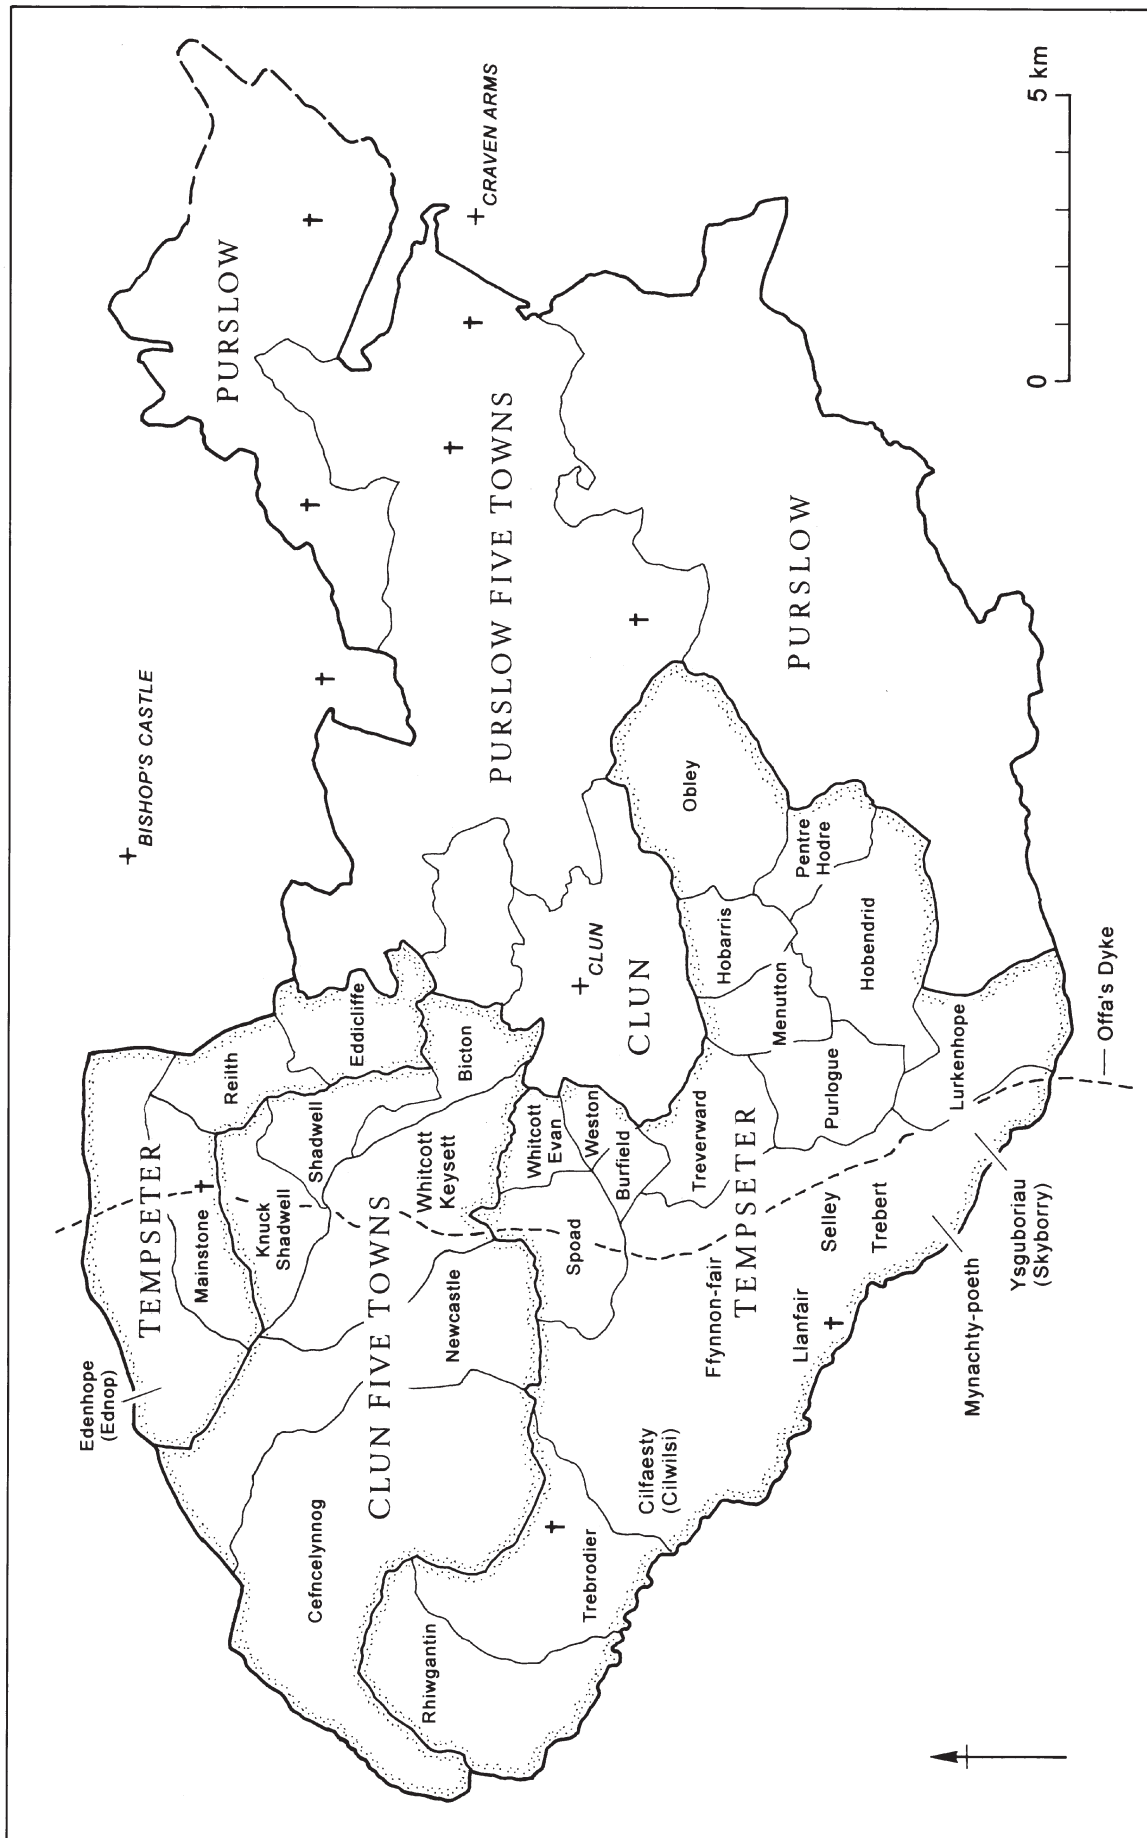 BISHOP'S CASTLE
CRAVEN ARMS
PURSLOW
PURSLOW FIVE TOWNS
PURSLOW
Edenhope
(Ednop)
TEMPSETER
Mainstone
Reilth
Eddicliffe
Shadwell
Knuck
Shadwell
CLUN FIVE TOWNS
Cefncelynnog
Newcastle
Whitcott
Keysett
Bicton
Rhiwgantin
Trebrodier
Spoad
Whitcott
Evan
Weston
Burfield
CLUN
CLUN
Obley
Hobarris
Pentre
Hodre
Menutton
Hobendrid
Treverward
Purlogue
Cilfaesty
(Cilwilsi)
Ffynnon-fair
TEMPSETER
Llanfair
Selley
Trebert
Lurkenhope
Mynachty-poeth
Ysguboriau
(Skyborry)
Offa's Dyke
0 5 km